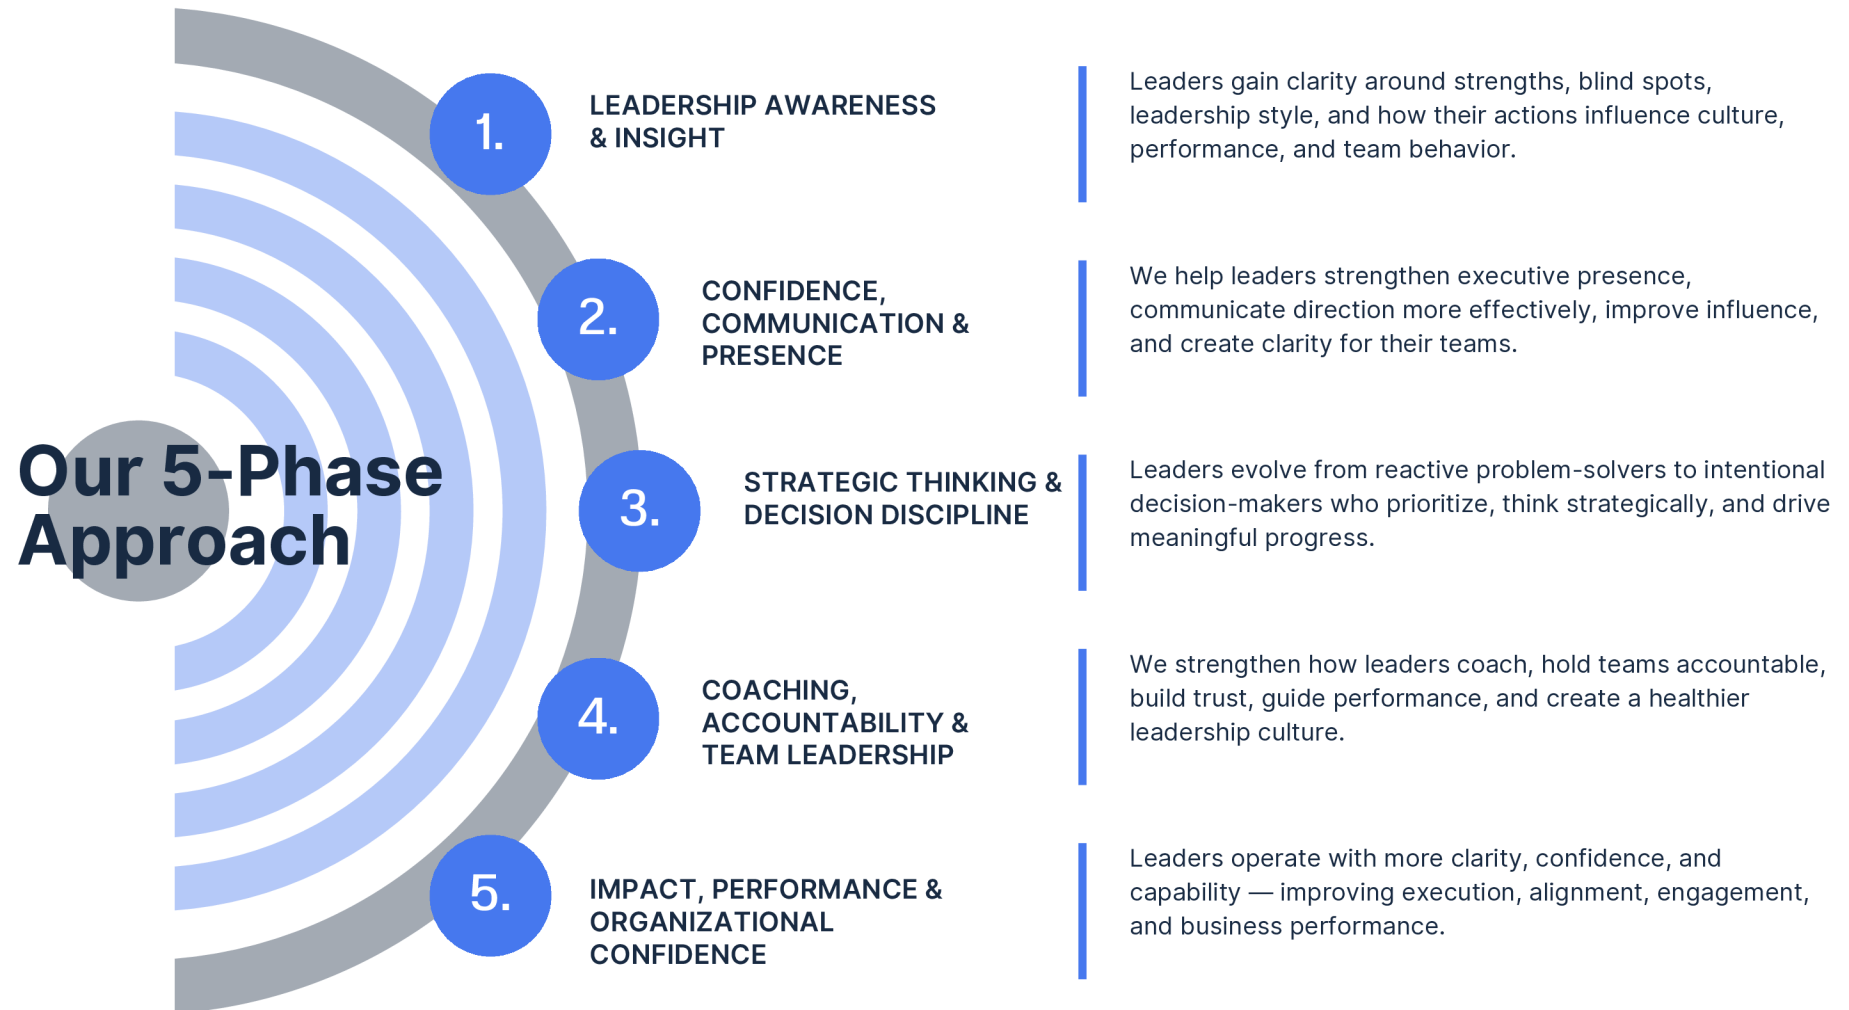 Our 5-Phase
Approach
1.
LEADERSHIP AWARENESS
& INSIGHT
Leaders gain clarity around strengths, blind spots,
leadership style, and how their actions influence culture,
performance, and team behavior.
2.
CONFIDENCE,
COMMUNICATION &
PRESENCE
We help leaders strengthen executive presence,
communicate direction more effectively, improve influence,
and create clarity for their teams.
3.
STRATEGIC THINKING &
DECISION DISCIPLINE
Leaders evolve from reactive problem-solvers to intentional
decision-makers who prioritize, think strategically, and drive
meaningful progress.
4.
COACHING,
ACCOUNTABILITY &
TEAM LEADERSHIP
We strengthen how leaders coach, hold teams accountable,
build trust, guide performance, and create a healthier
leadership culture.
5.
IMPACT, PERFORMANCE &
ORGANIZATIONAL
CONFIDENCE
Leaders operate with more clarity, confidence, and
capability — improving execution, alignment, engagement,
and business performance.